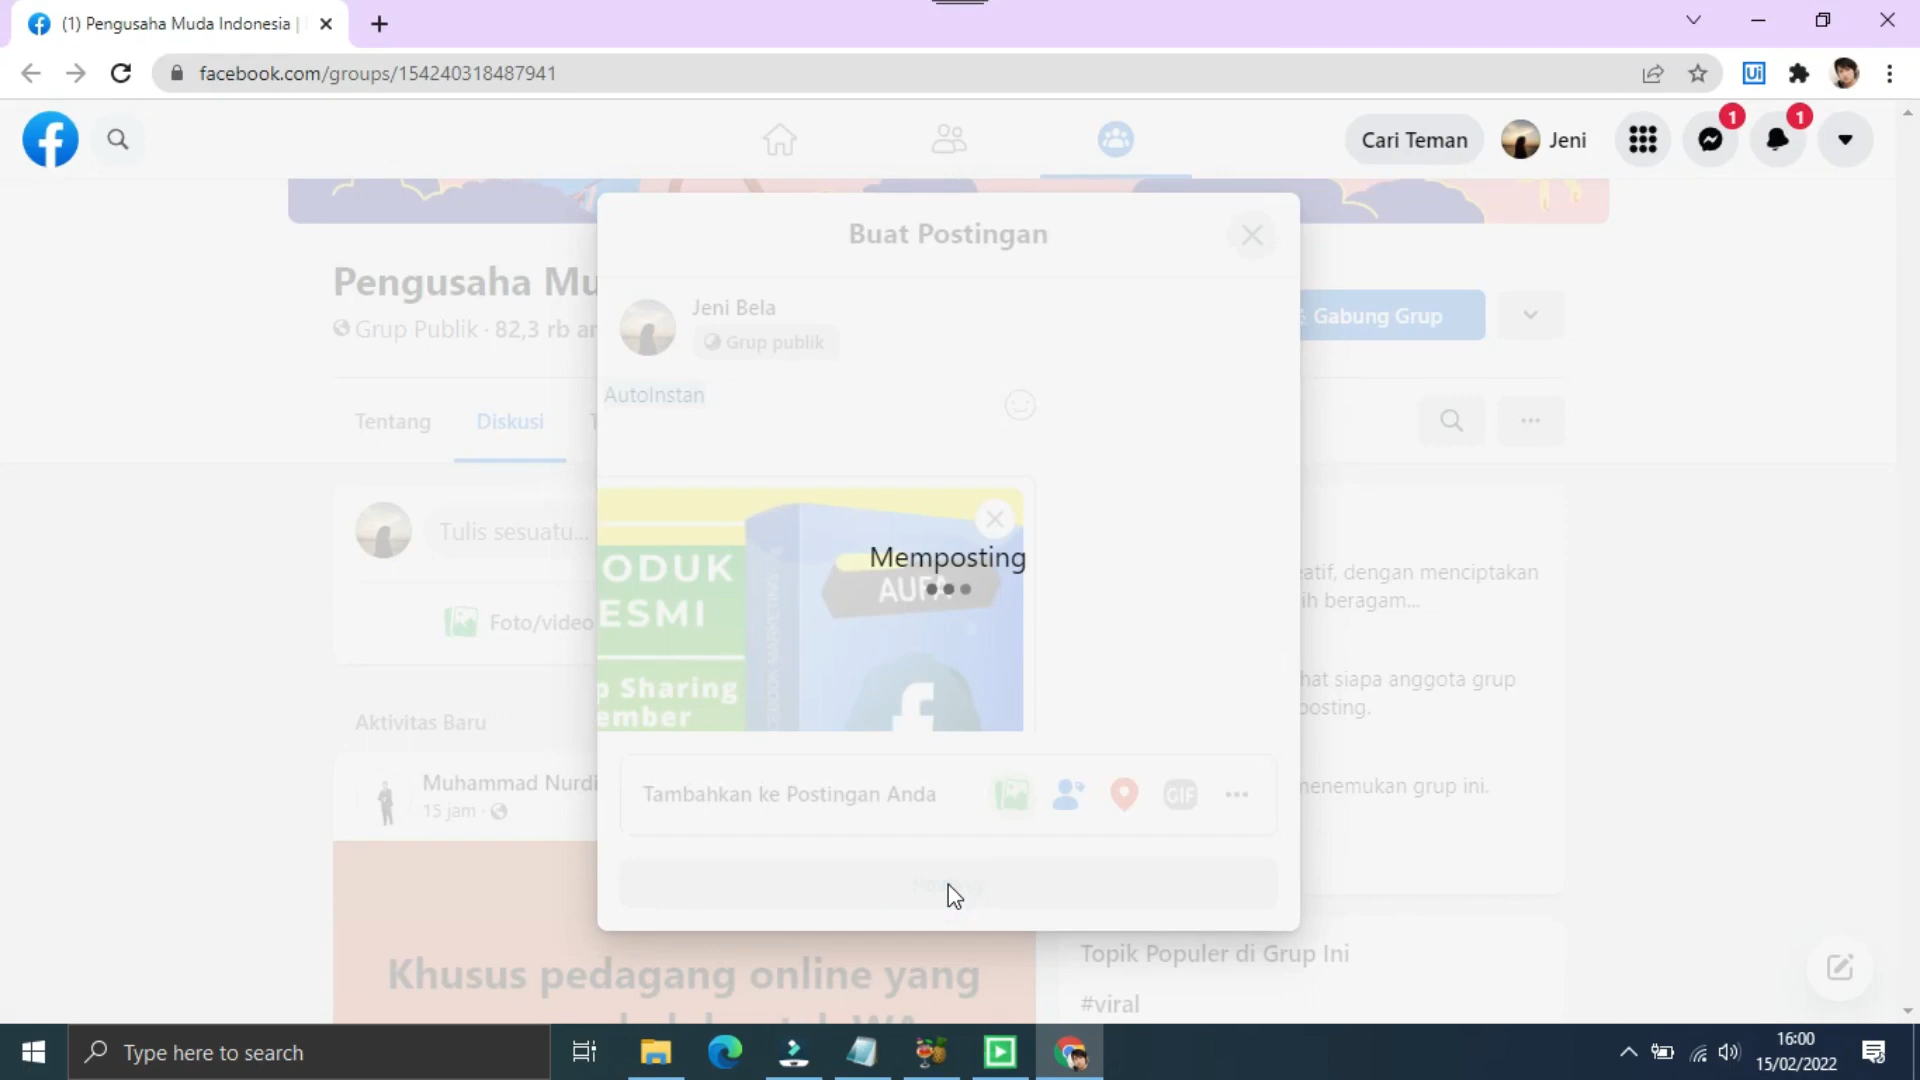 (1) Pengusaha Muda Indonesia |
facebook.com/groups/154240318487941
Ui
Cari Teman
Jeni
1
1
Buat Postingan
Pengusaha Mu
Jeni Bela
Grup Publik · 82,3 rb
Grup publik
Gabung Grup
AutoInstan
Tentang
Diskusi
Tulis sesuatu...
Memposting
ODUK
ESMI
AUFA
p Sharing
ember
Foto/video
atif, dengan menciptakan
ih beragam...
hat siapa anggota grup
posting.
Aktivitas Baru
Muhammad Nurdi
15 jam ·
Tambahkan ke Postingan Anda
GIF
nenemukan grup ini.
Khusus pedagang online yang
Topik Populer di Grup Ini
#viral
Type here to search
16:00
15/02/2022